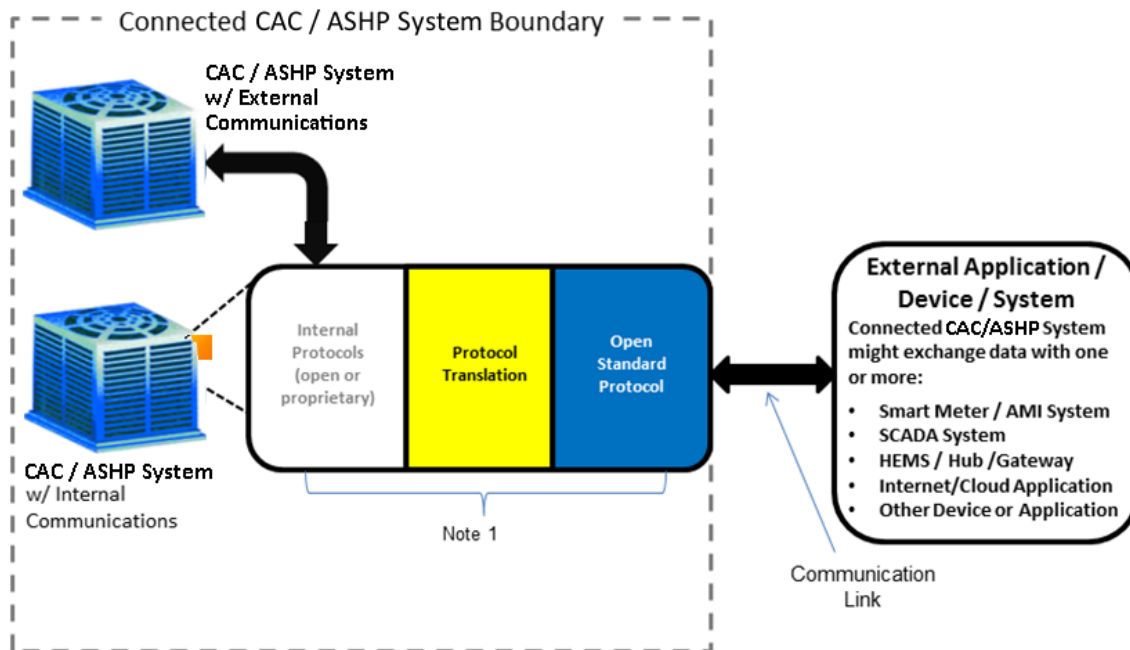 Connected CAC / ASHP System Boundary
CAC / ASHP System
w/ External
Communications
CAC / ASHP System
w/ Internal
Communications
Internal
Protocols
(open or
proprietary)
Protocol
Translation
Open
Standard
Protocol
Note 1
External Application /
Device / System
Connected CAC/ASHP System
might exchange data with one
or more:
• Smart Meter / AMI System
• SCADA System
• HEMS / Hub /Gateway
• Internet/Cloud Application
• Other Device or Application
Communication
Link